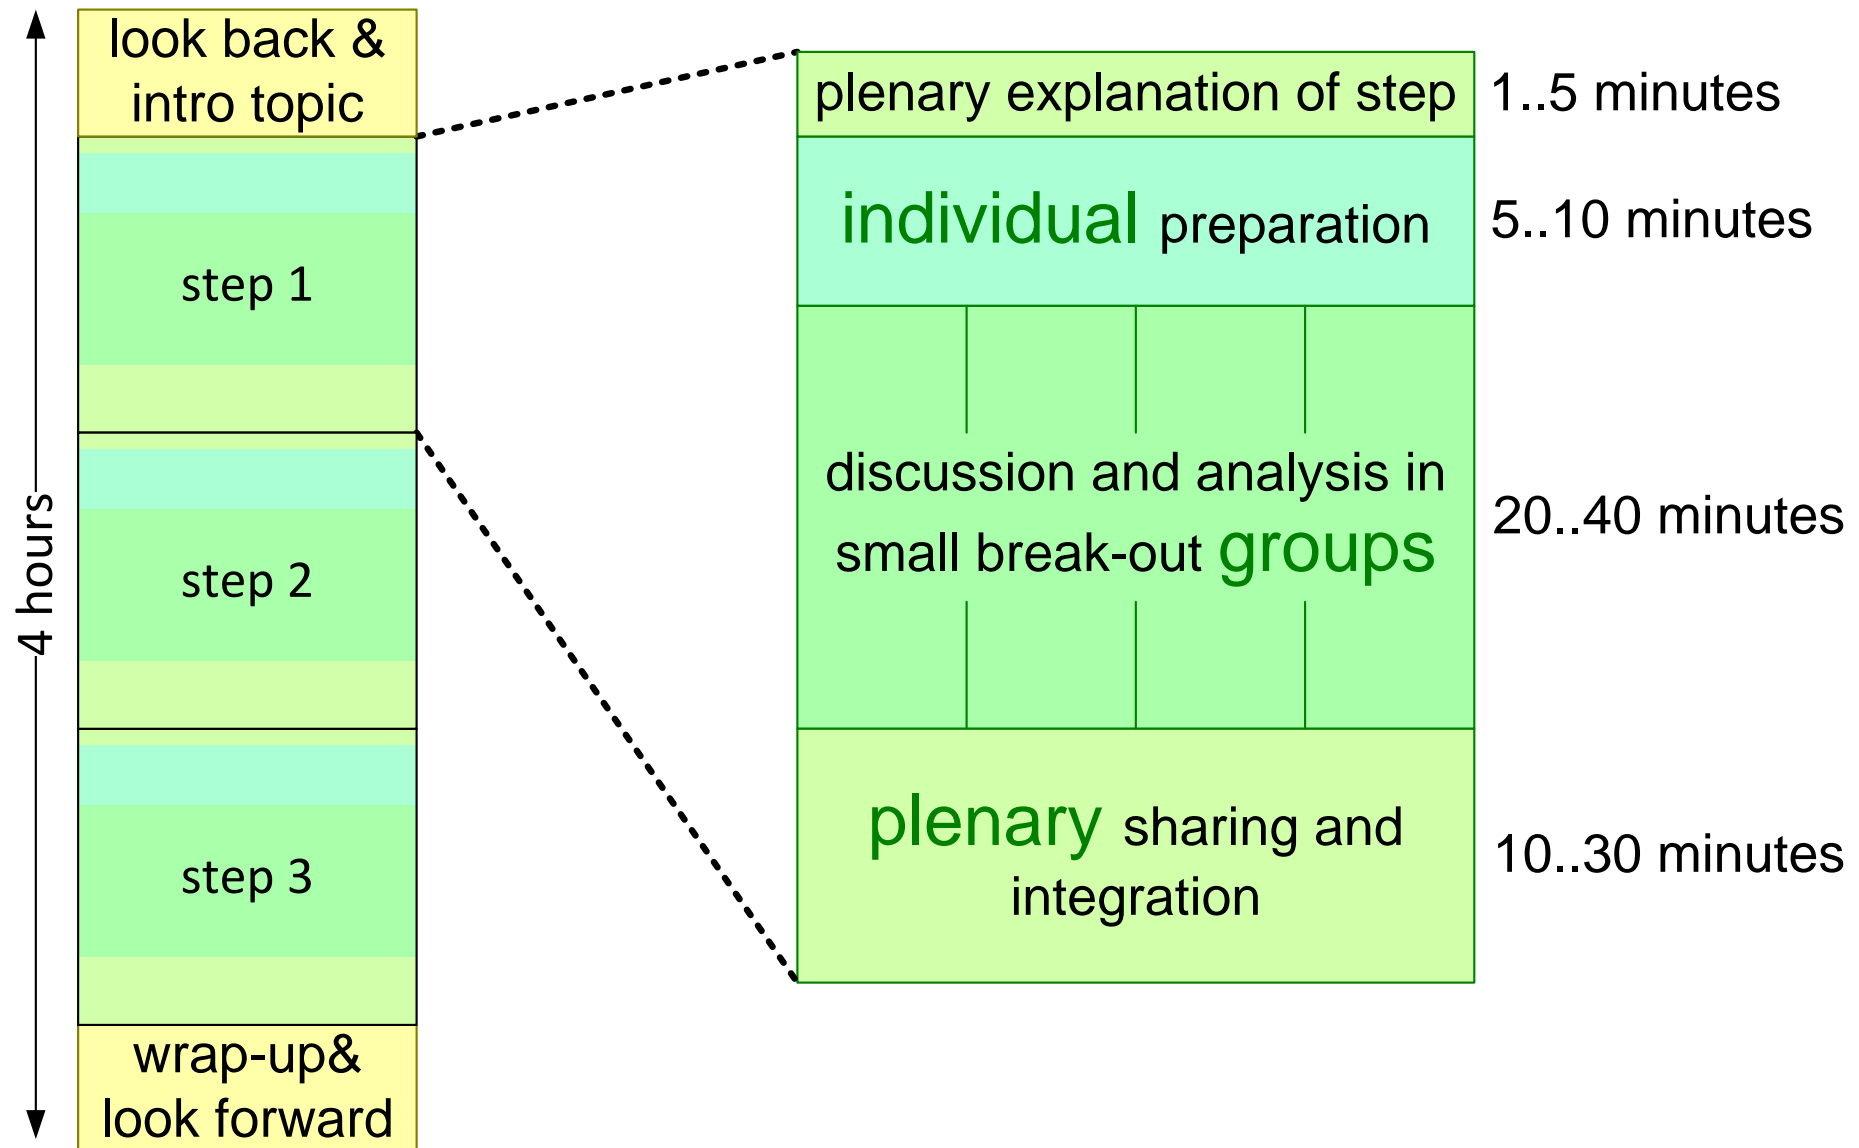 4 hours
look back &
intro topic
step 1
step 2
step 3
wrap-up&
look forward
plenary explanation of step
1..5 minutes
individual preparation
5..10 minutes
discussion and analysis in
small break-out groups
20..40 minutes
plenary sharing and
integration
10..30 minutes